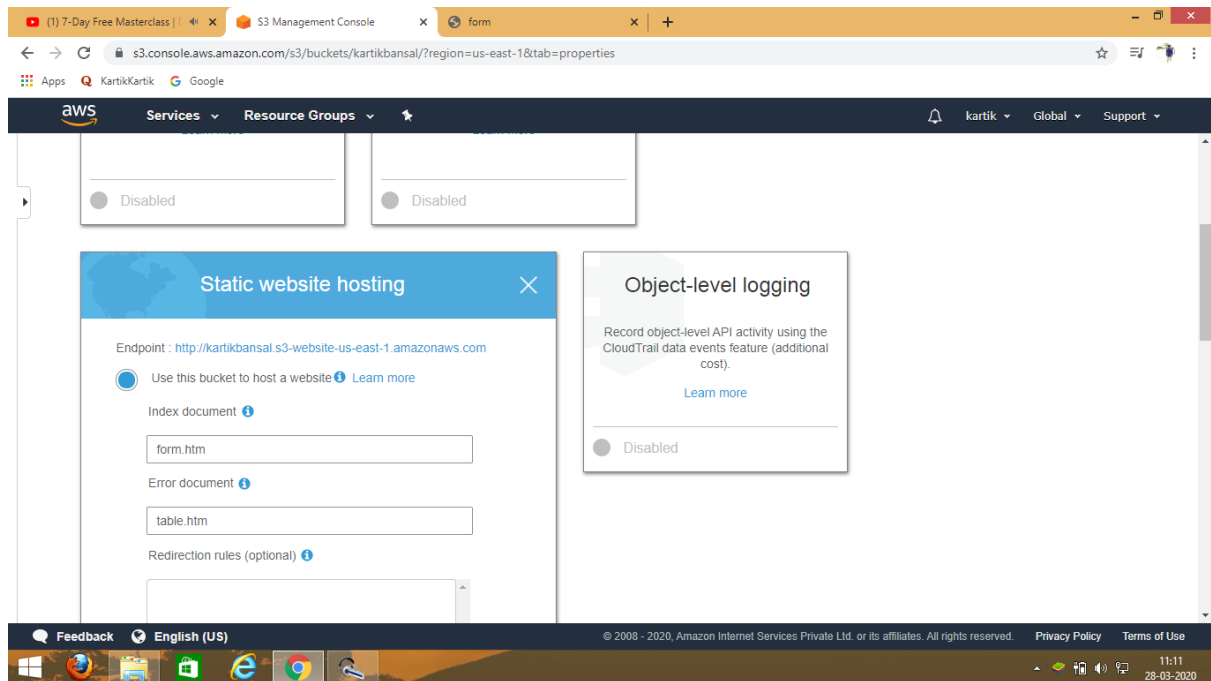 (1) 7-Day Free Masterclass |
S3 Management Console
form
s3.console.aws.amazon.com/s3/buckets/kartikbansal/?region=us-east-1&tab=properties
Apps
KartikKartik
Google
aws
Services
Resource Groups
kartik
Global
Support
Disabled
Disabled
Static website hosting
Endpoint : http://kartikbansal.s3-website-us-east-1.amazonaws.com
Use this bucket to host a website Learn more
Index document
form.htm
Error document
table.htm
Redirection rules (optional)
Object-level logging
Record object-level API activity using the
CloudTrail data events feature (additional
cost).
Learn more
Disabled
Feedback
English (US)
© 2008 - 2020, Amazon Internet Services Private Ltd. or its affiliates. All rights reserved.
Privacy Policy
Terms of Use
11:11
28-03-2020